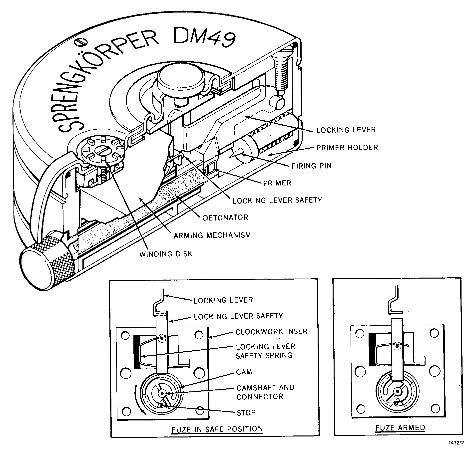 SPRENGKÖRPER DM49
LOCKING LEVER
PRIMER HOLDER
FIRING PIN
PRIMER
LOCKING LEVER SAFETY
DETONATOR
ARMING MECHANISM
WINDING DISK
LOCKING LEVER
LOCKING LEVER SAFETY
CLOCKWORK
LOCKING LEVER
SAFETY SPRING
CAM
CAMSHAFT AND
CONNECTOR
STOP
FUZE IN SAFE POSITION
FUZE ARMED